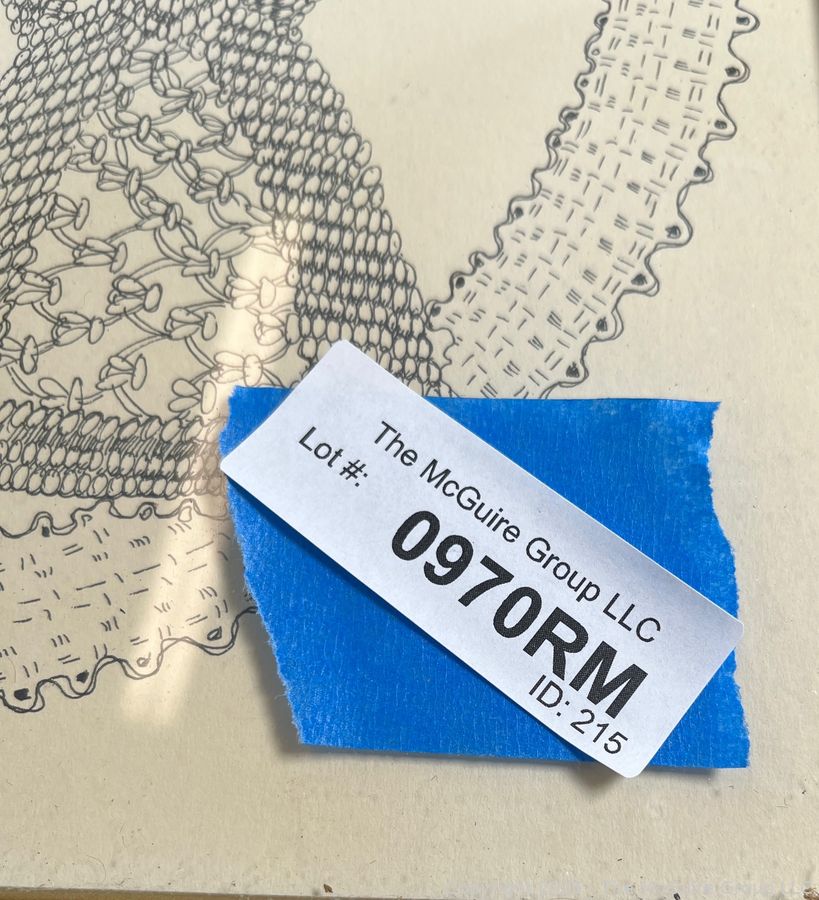 The McGuire Group LLC
Lot #:
0970RM
ID: 215